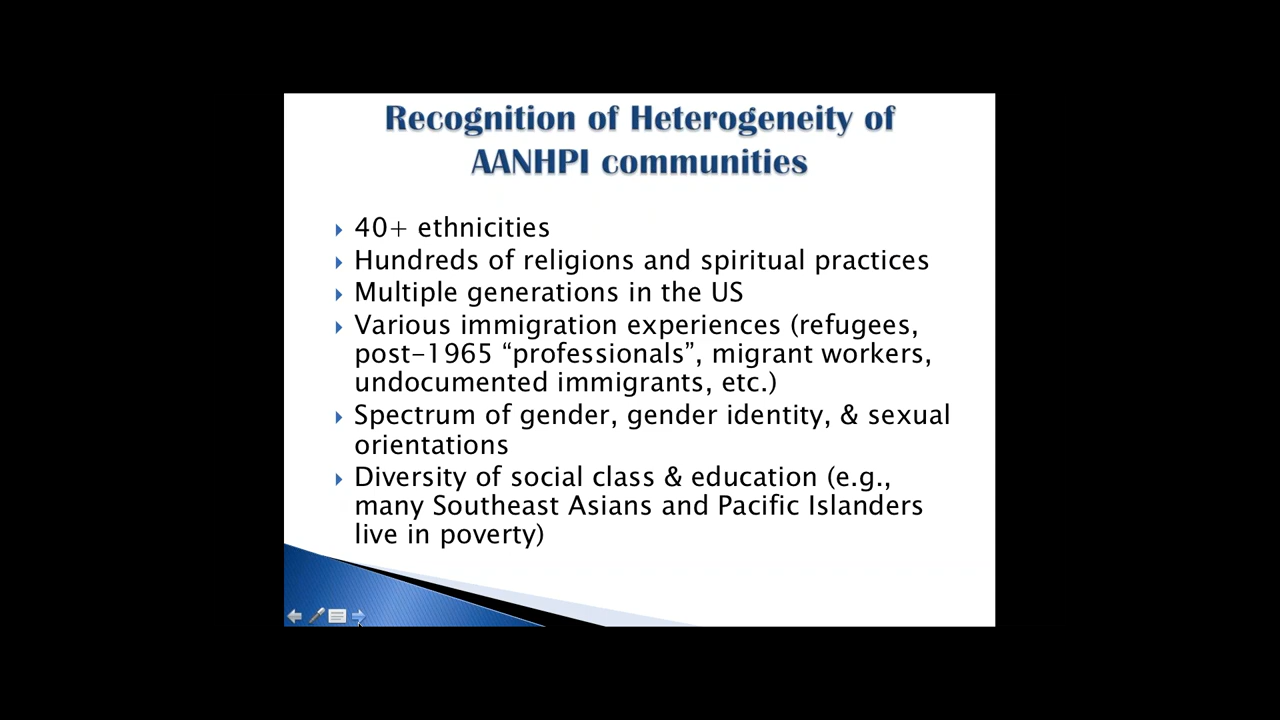 Recognition of Heterogeneity of
AANHPI communities
40+ ethnicities
Hundreds of religions and spiritual practices
Multiple generations in the US
Various immigration experiences (refugees,
post-1965 “professionals”, migrant workers,
undocumented immigrants, etc.)
Spectrum of gender, gender identity, & sexual
orientations
Diversity of social class & education (e.g.,
many Southeast Asians and Pacific Islanders
live in poverty)